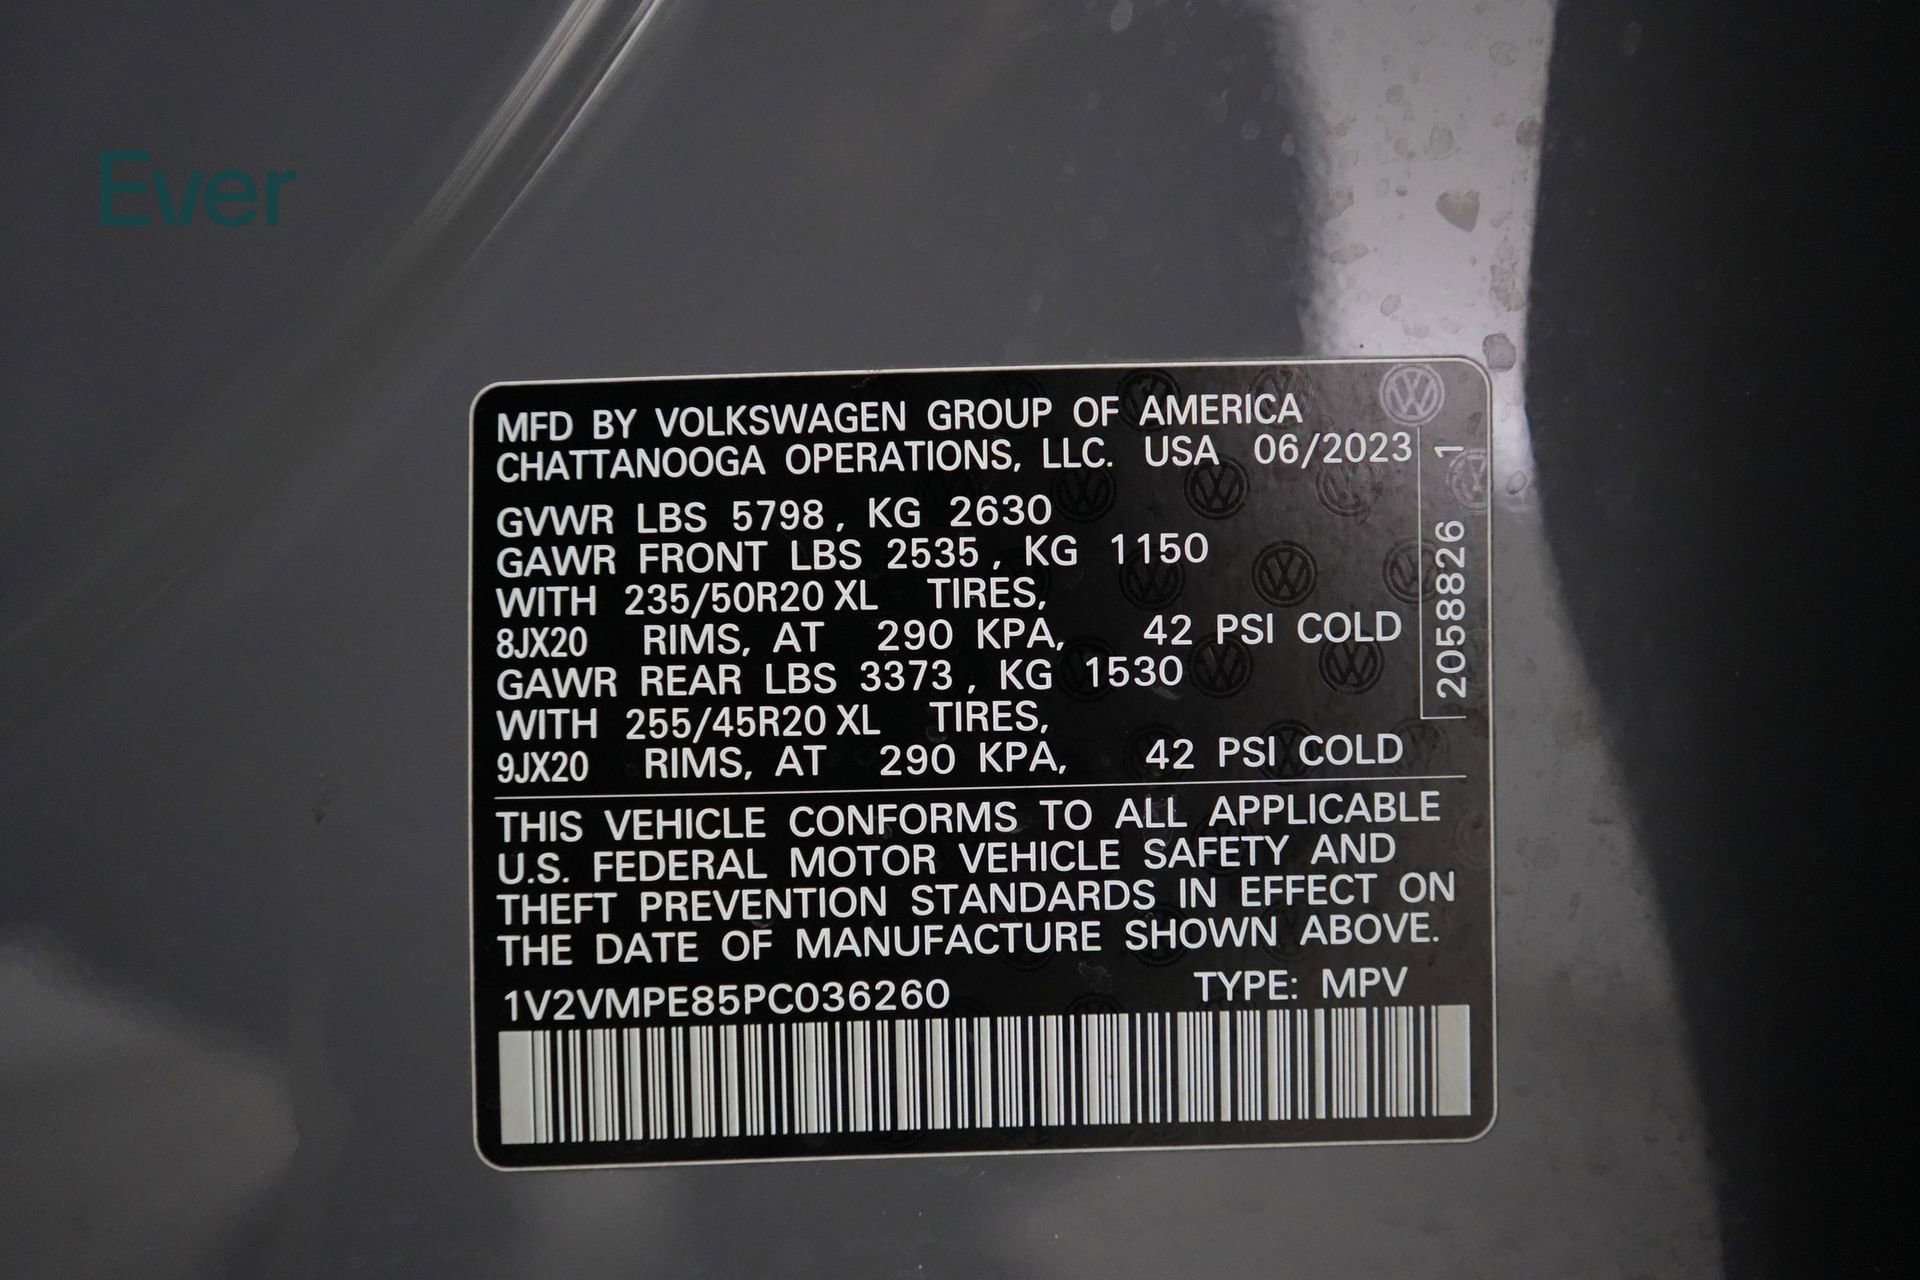 Ever
MFD BY VOLKSWAGEN GROUP OF AMERICA
CHATTANOOGA OPERATIONS, LLC. USA 06/2023
GVWR LBS 5798, KG 2630
GAWR FRONT LBS 2535, KG 1150
WITH 235/50R20 XL TIRES,
8JX20 RIMS, AT 290 KPA, 42 PSI COLD
GAWR REAR LBS 3373, KG 1530
WITH 255/45R20 XL TIRES,
9JX20 RIMS, AT 290 KPA, 42 PSI COLD
2058826 1
THIS VEHICLE CONFORMS TO ALL APPLICABLE
U.S. FEDERAL MOTOR VEHICLE SAFETY AND
THEFT PREVENTION STANDARDS IN EFFECT ON
THE DATE OF MANUFACTURE SHOWN ABOVE.
1V2VMPE85PC036260 TYPE: MPV